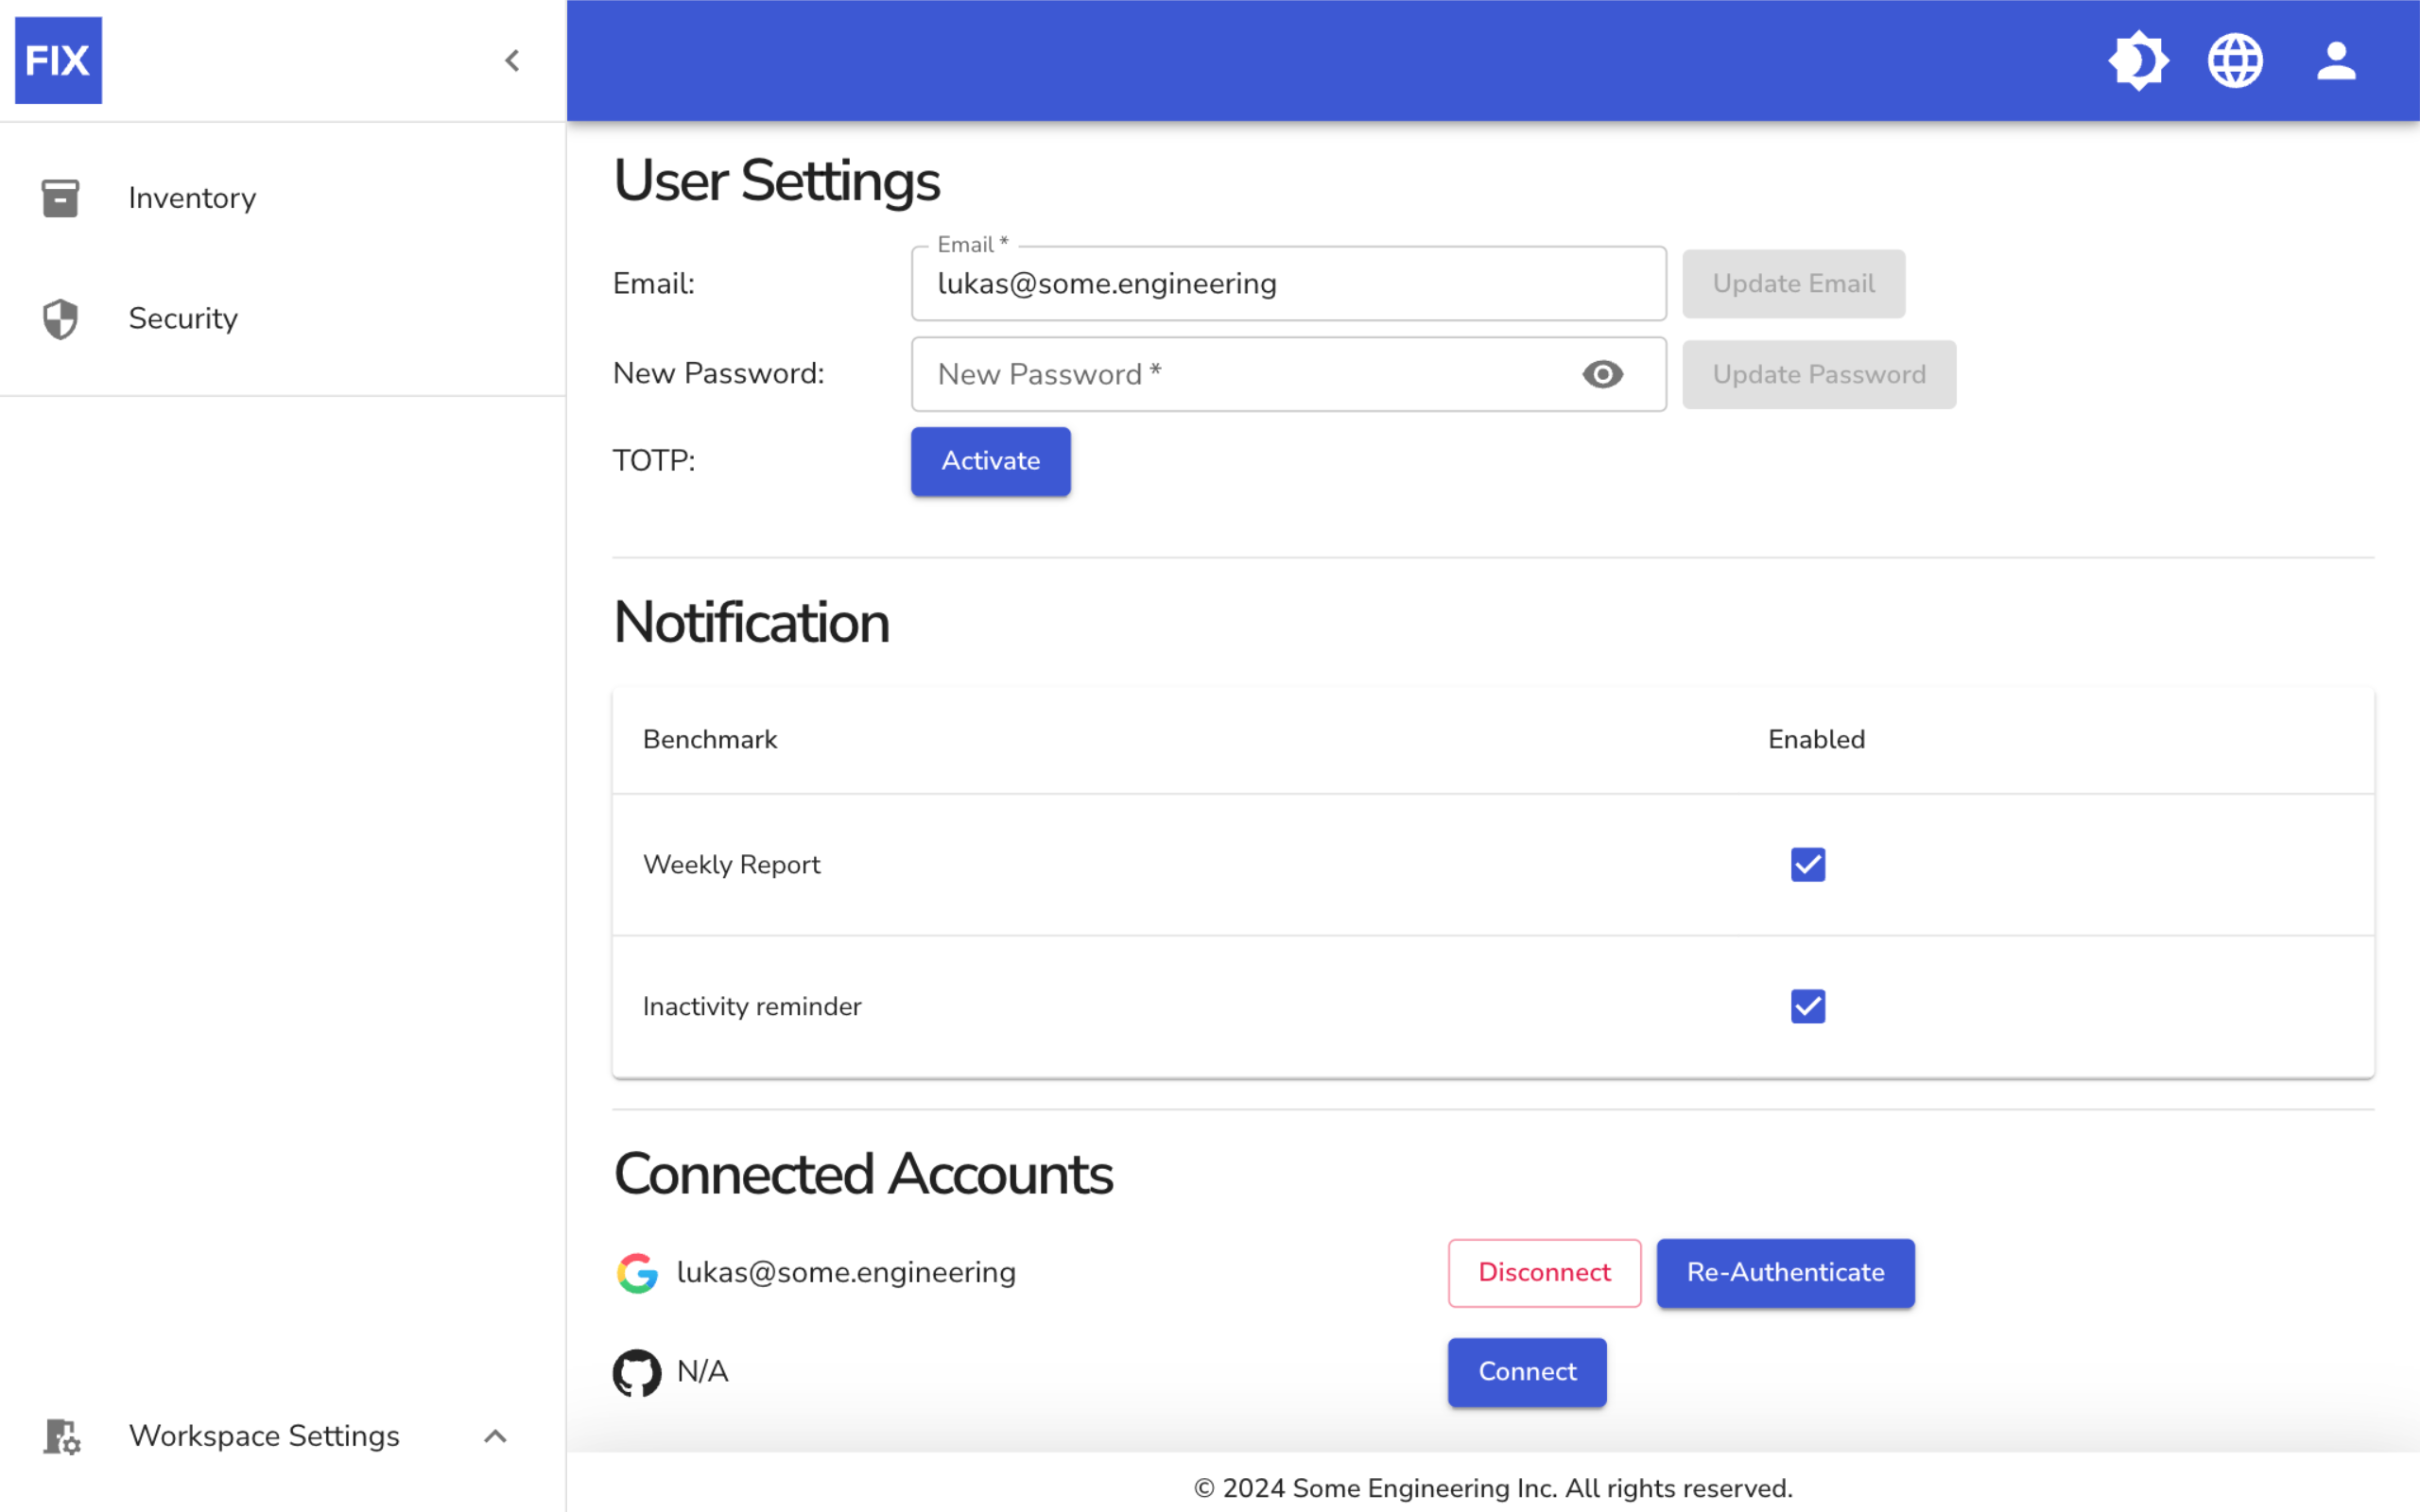 FIX
Inventory
Security
User Settings
Email:
Email *
lukas@some.engineering
Update Email
New Password:
New Password *
Update Password
TOTP:
Activate
Notification
Benchmark
Enabled
Weekly Report
Inactivity reminder
Connected Accounts
lukas@some.engineering
Disconnect
Re-Authenticate
N/A
Connect
Workspace Settings
© 2024 Some Engineering Inc. All rights reserved.